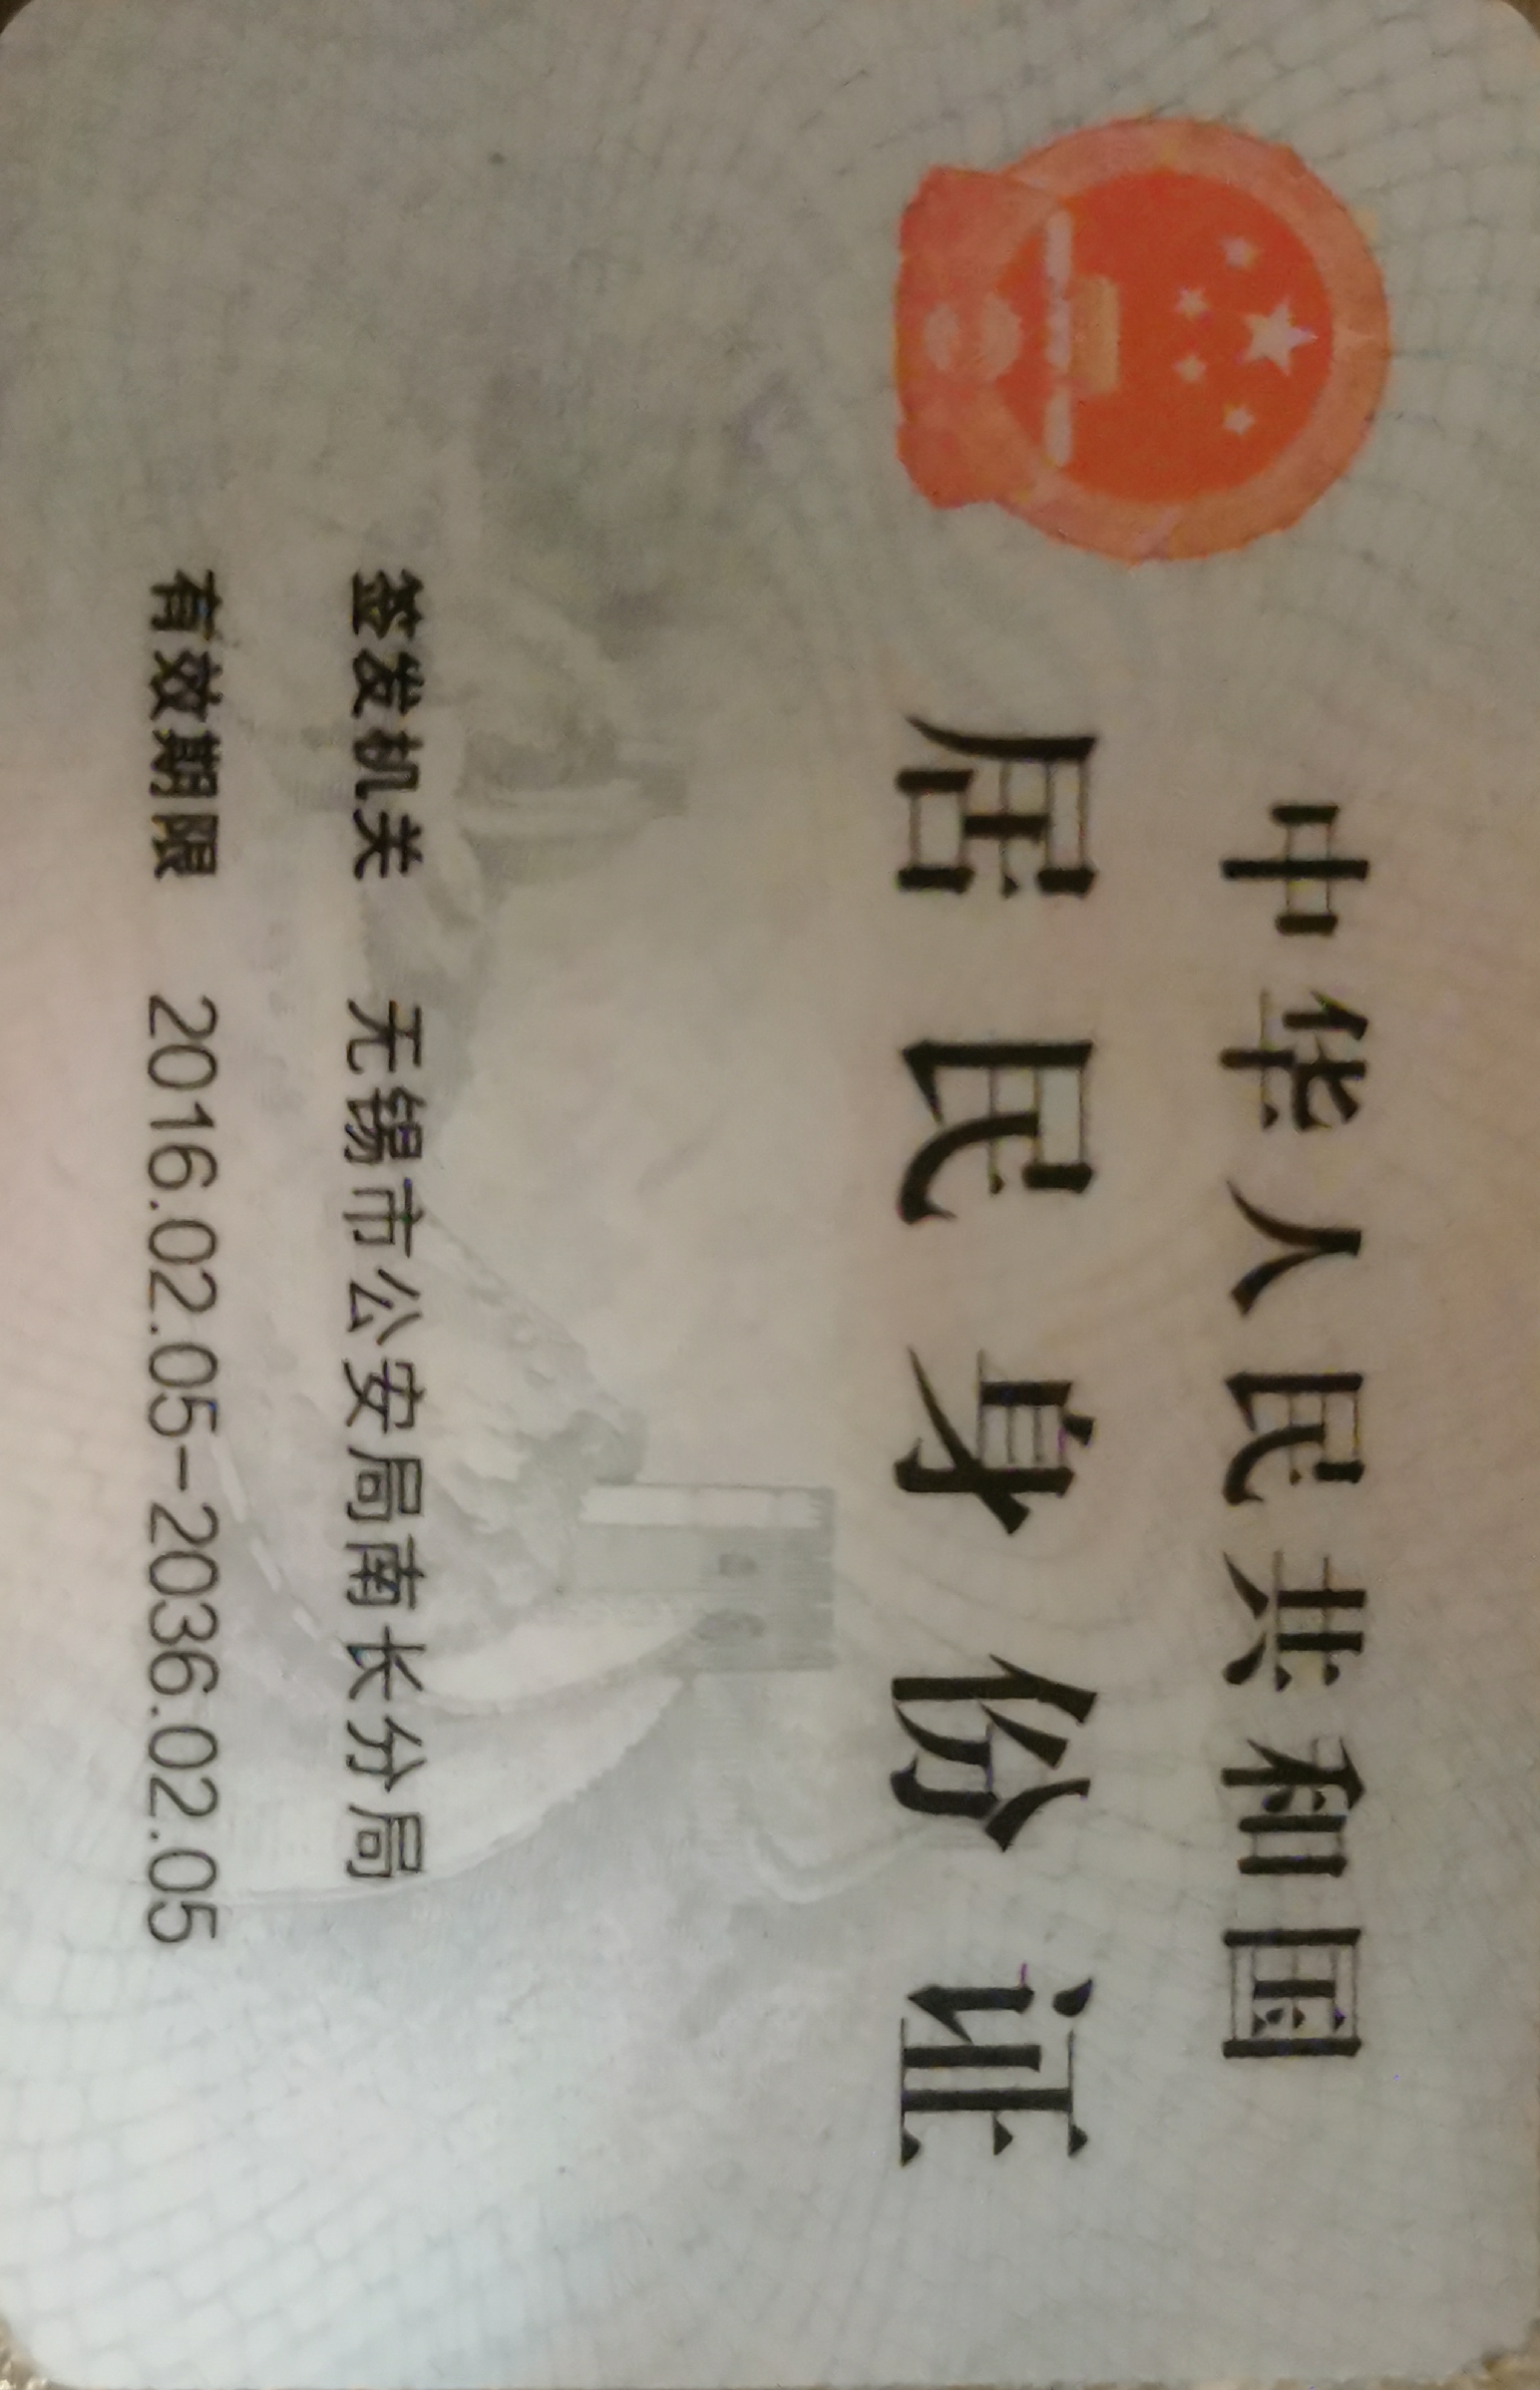 中华人民共和国
居民身份证
签发机关 无锡市公安局南长分局
有效期限 2016.02.05-2036.02.05